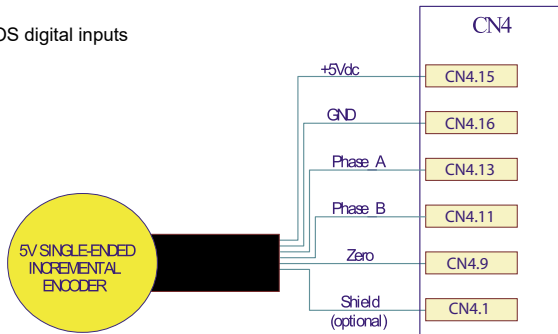 OS digital inputs
CN4
+5Vdc
CN4.15
GND
CN4.16
Phase_A
CN4.13
Phase_B
CN4.11
Zero
CN4.9
Shield
(optional)
CN4.1
5V SINGLE-ENDED
INCREMENTAL
ENCODER